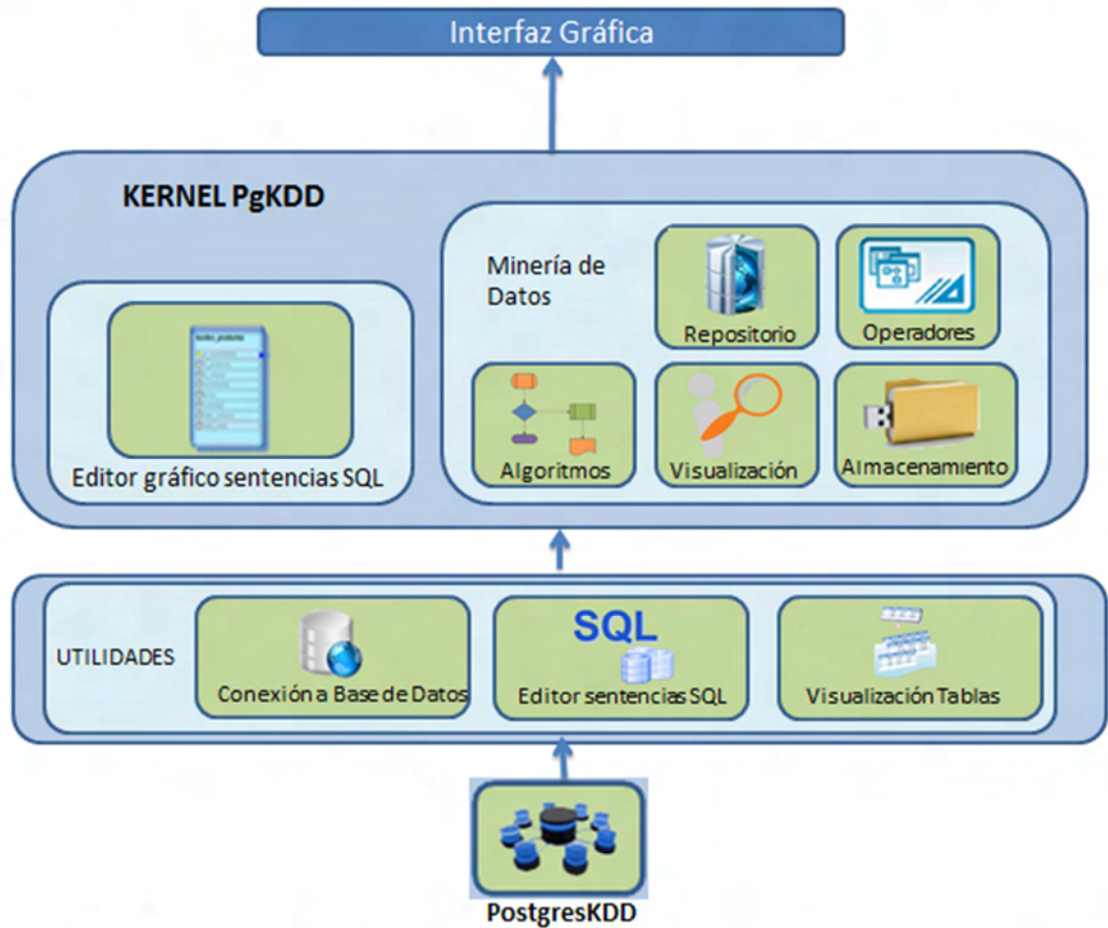 Interfaz Gráfica
KERNEL PgKDD
Minería de
Datos
Repositorio
Operadores
Algoritmos
Visualización
Almacenamiento
Editor gráfico sentencias SQL
UTILIDADES
Conexión a Base de Datos
SQL
Editor sentencias SQL
Visualización Tablas
PostgresKDD